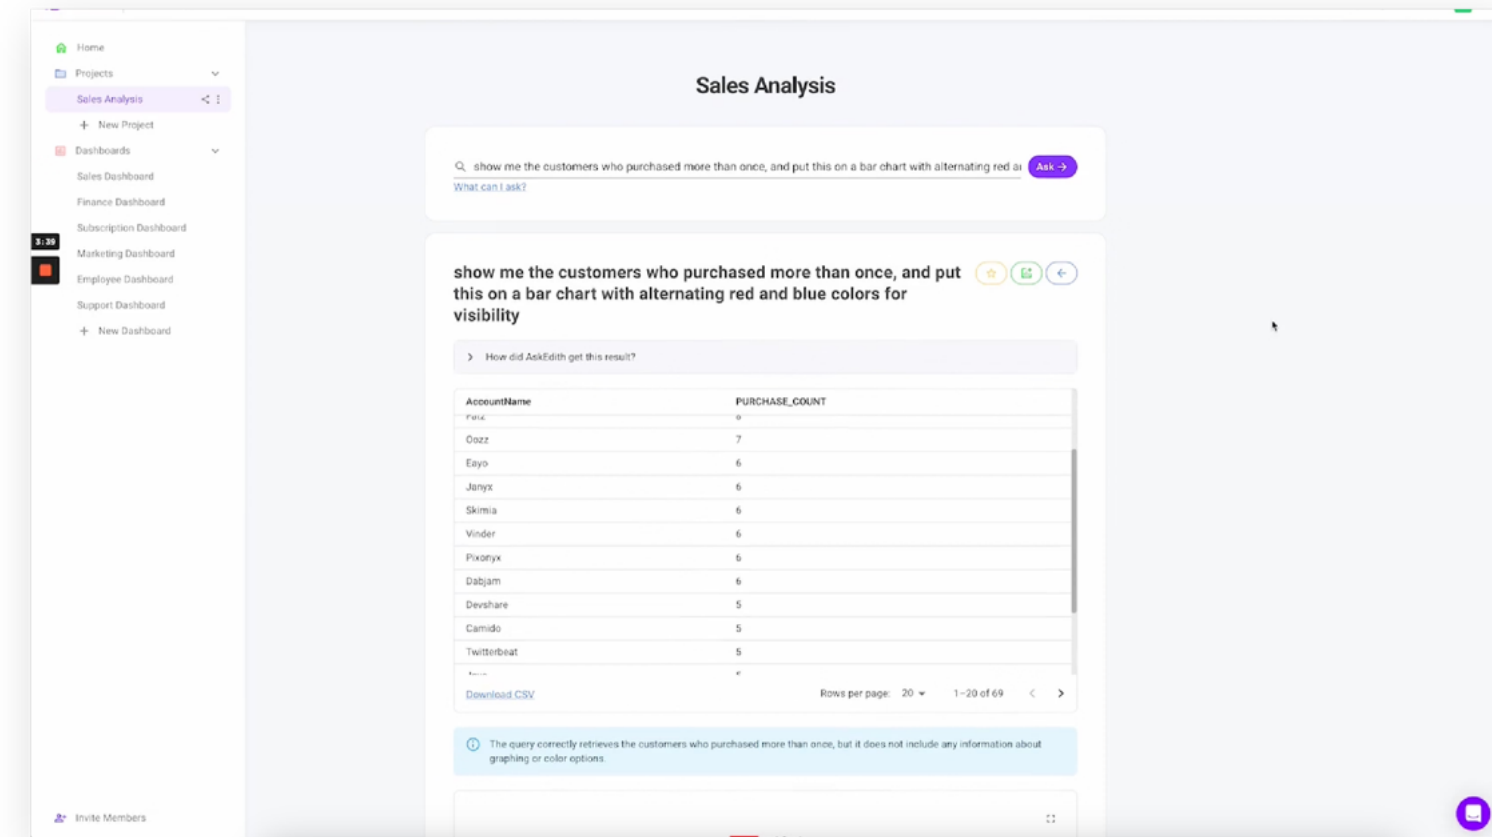 Home
Projects
Sales Analysis
New Project
Dashboards
Sales Dashboard
Finance Dashboard
Subscription Dashboard
3:39
Marketing Dashboard
Employee Dashboard
Support Dashboard
New Dashboard
Invite Members
Sales Analysis
show me the customers who purchased more than once, and put this on a bar chart with alternating red
Ask
What can I ask?
show me the customers who purchased more than once, and put
this on a bar chart with alternating red and blue colors for
visibility
How did AskEdith get this result?
AccountName PURCHASE_COUNT
Oozz 7
Eayo 6
Janyx 6
Skimia 6
Vinder 6
Pixonyx 6
Dabjam 6
Devshare 5
Camido 5
Twitterbeat 5
Download CSV Rows per page: 20 1–20 of 69
The query correctly retrieves the customers who purchased more than once, but it does not include any information about
graphing or color options.